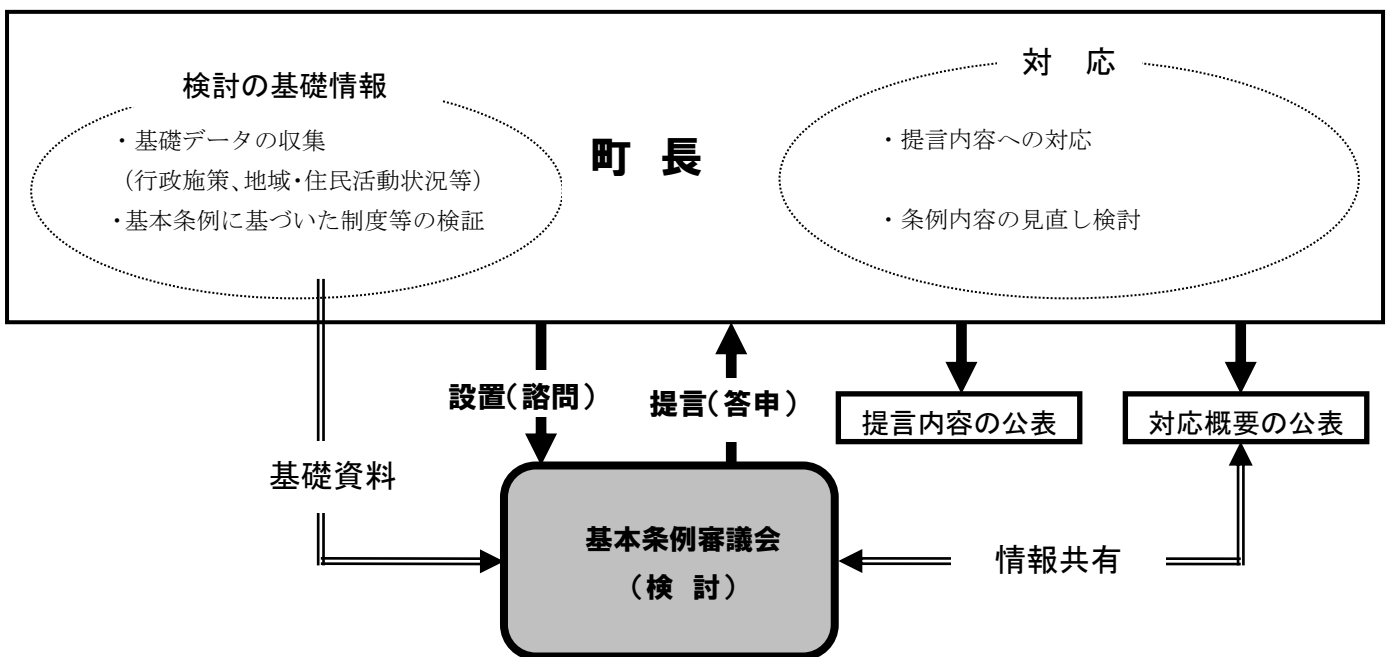 検討の基礎情報
・基礎データの収集
（行政施策、地域・住民活動状況等）
・基本条例に基づいた制度等の検証
町 長
対 応
・提言内容への対応
・条例内容の見直し検討
設置（諮問）
提言（答申）
提言内容の公表
対応概要の公表
基礎資料
基本条例審議会
（検 討）
情報共有